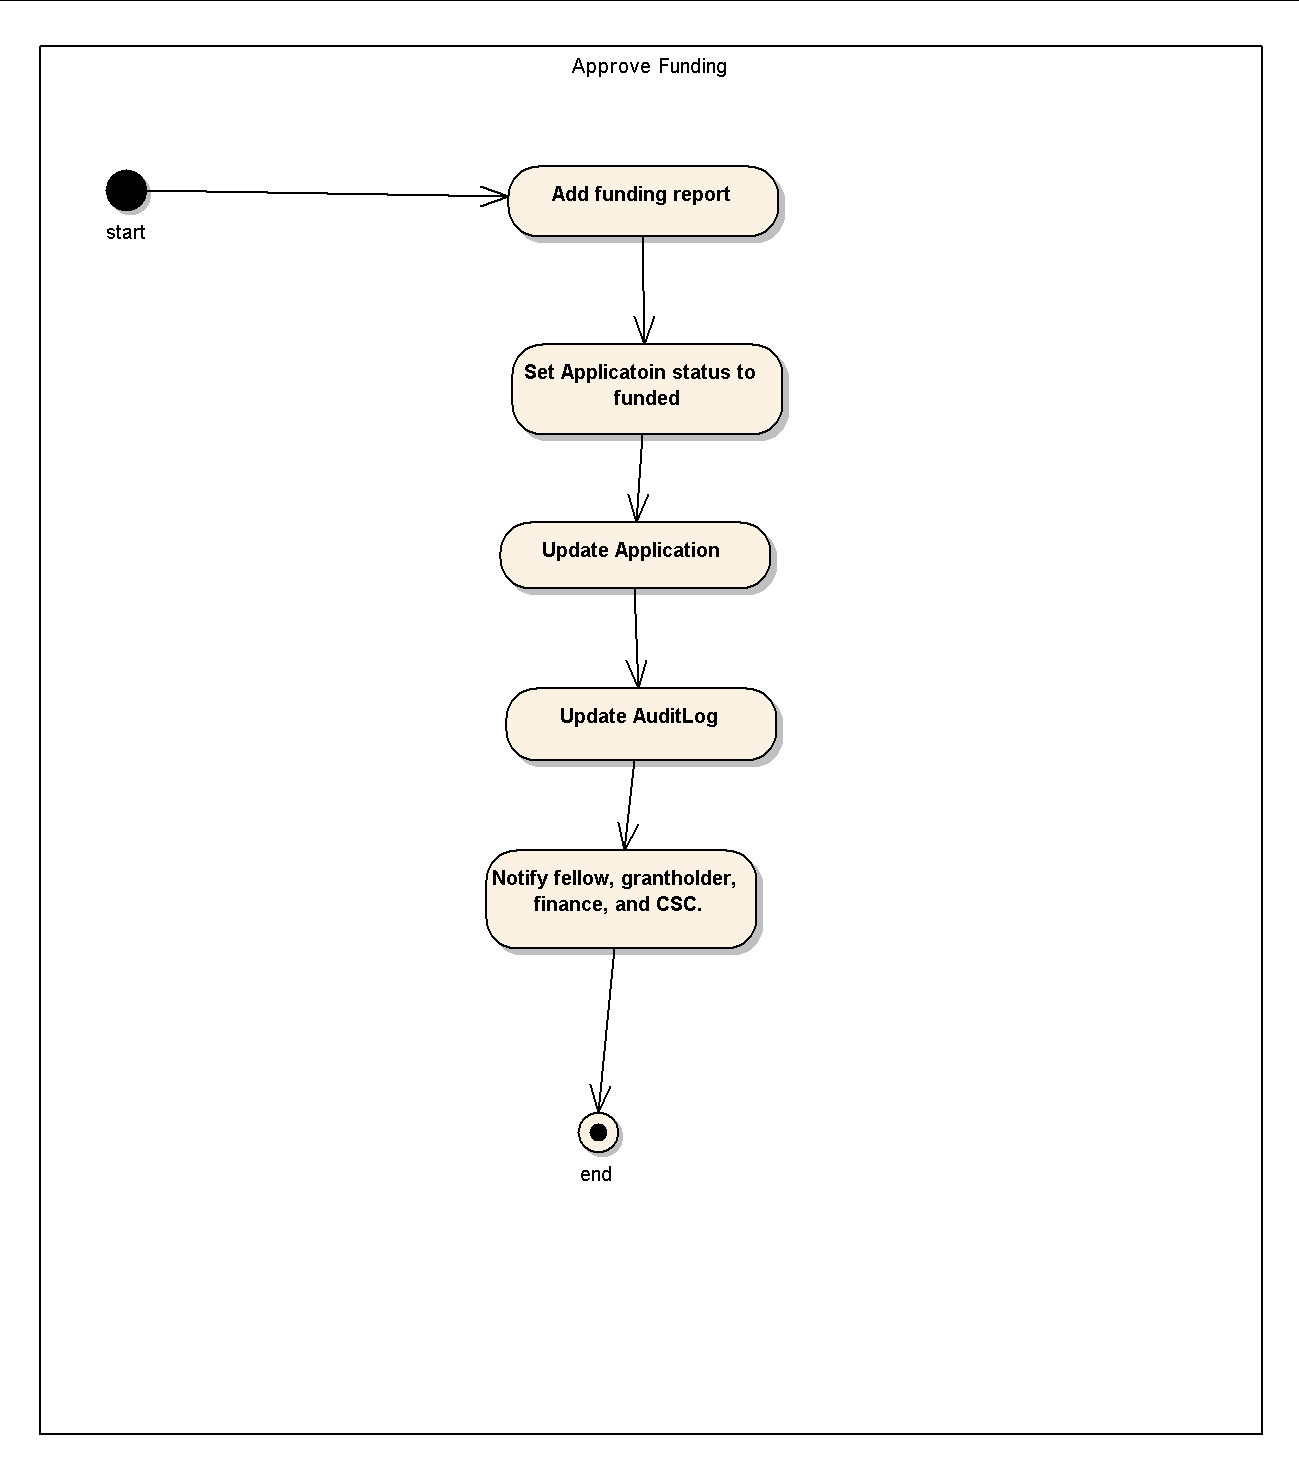 Approve Funding
start
Add funding report
Set Applicatoin status to
funded
Update Application
Update AuditLog
Notify fellow, grantholder,
finance, and CSC.
end